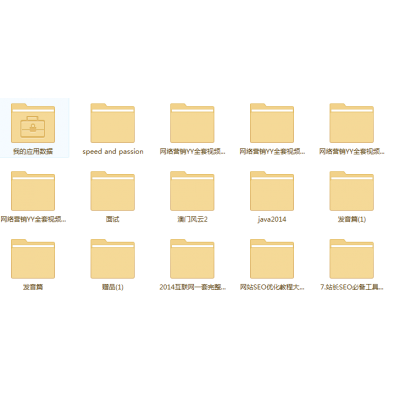 我的应用数据
speed and passion
网络营销YY全套视频...
网络营销YY全套视频...
网络营销YY全套视频...
网络营销YY全套视频...
面试
澳门风云2
java2014
发音篇(1)
发音篇
赠品(1)
2014互联网一套完整...
网站SEO优化教程大...
7.站长SEO必备工具...